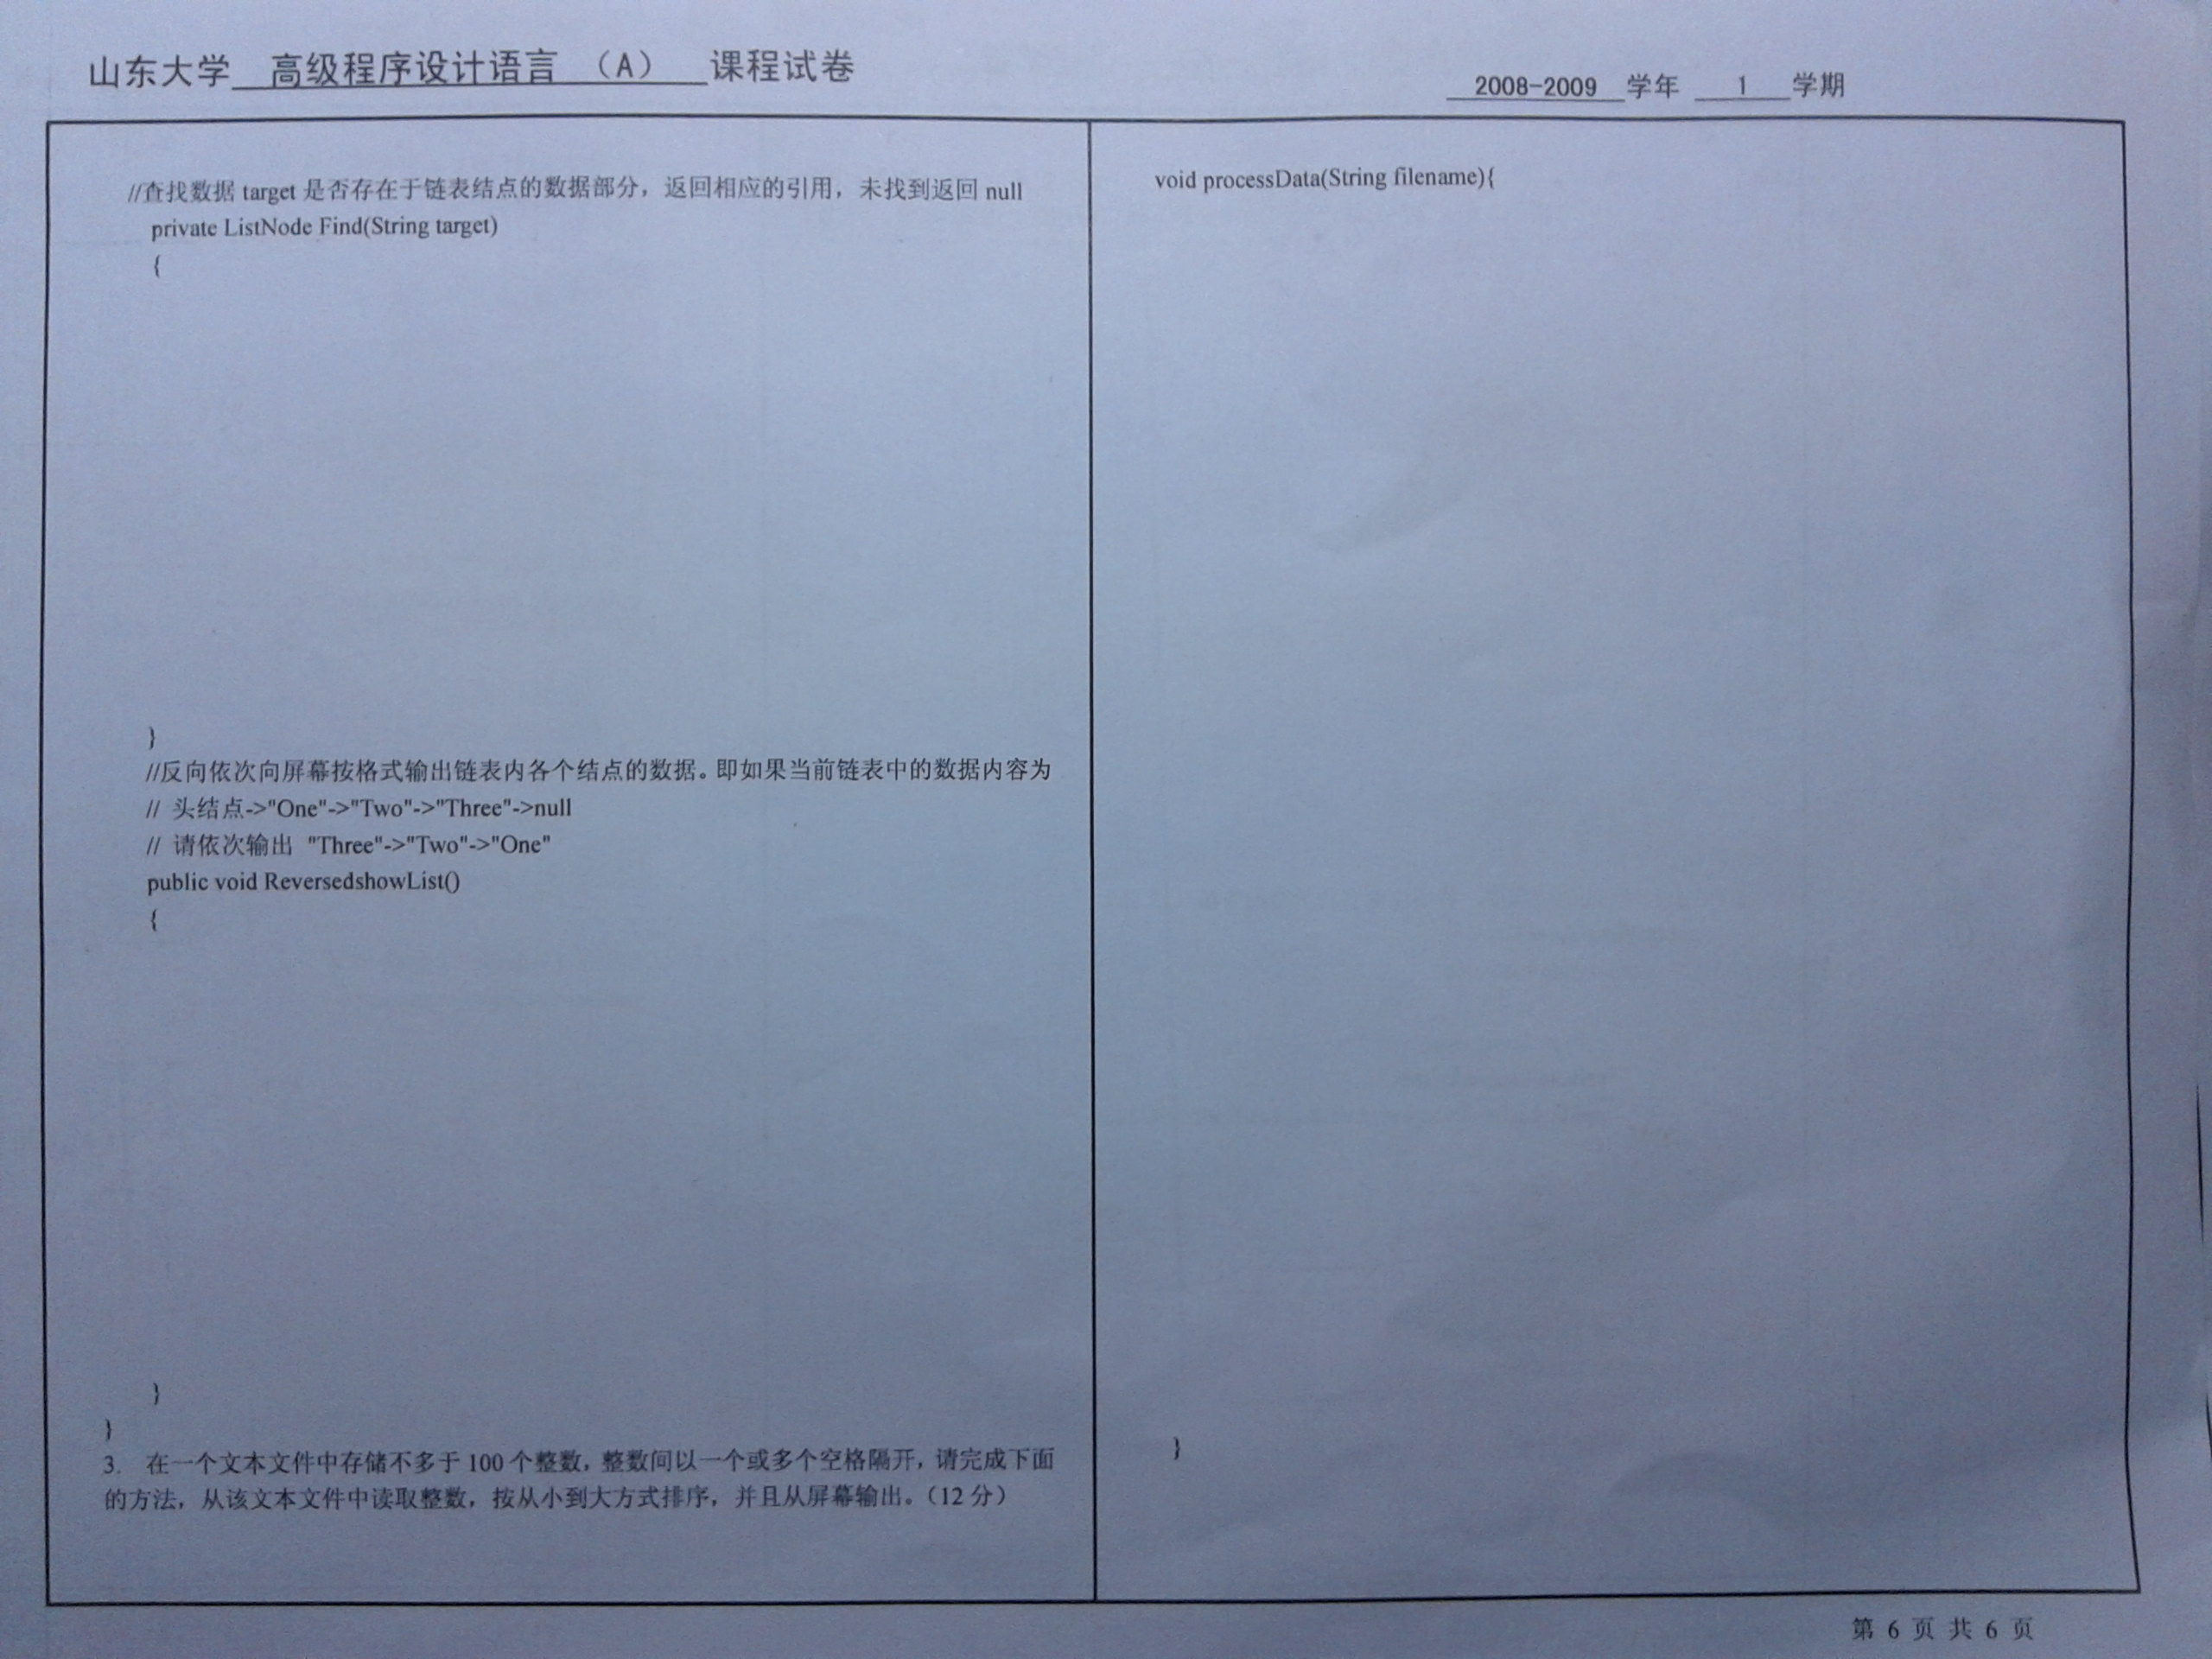 山东大学 高级程序设计语言 （A） 课程试卷
2008-2009 学年 1 学期
//查找数据 target 是否存在于链表结点的数据部分，返回相应的引用，未找到返回 null
private ListNode Find(String target)
{
}
//反向依次向屏幕按格式输出链表内各个结点的数据。即如果当前链表中的数据内容为
// 头结点->"One"->"Two"->"Three"->null
// 请依次输出 "Three"->"Two"->"One"
public void ReversedshowList()
{
}
}
3. 在一个文本文件中存储不多于 100 个整数，整数间以一个或多个空格隔开，请完成下面
的方法，从该文本文件中读取整数，按从小到大方式排序，并且从屏幕输出。（12 分）
void processData(String filename){
}
第 6 页 共 6 页